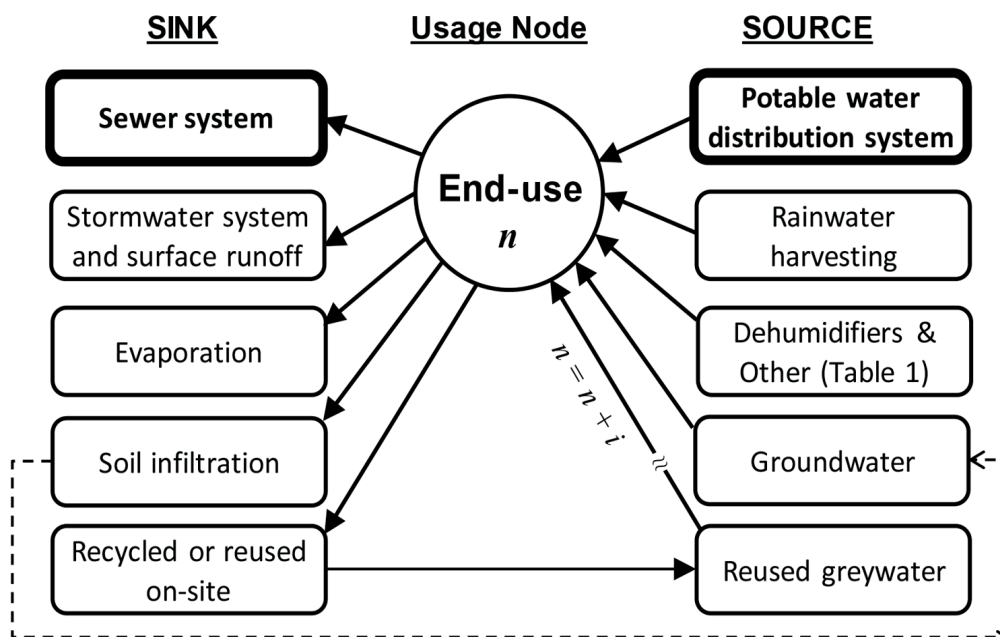 SINK
Usage Node
SOURCE
Sewer system
Potable water
distribution system
End-use
n
Stormwater system
and surface runoff
Rainwater
harvesting
Evaporation
Dehumidifiers &
Other (Table 1)
n = n + i
≈
Soil infiltration
Groundwater
Recycled or reused
on-site
Reused greywater